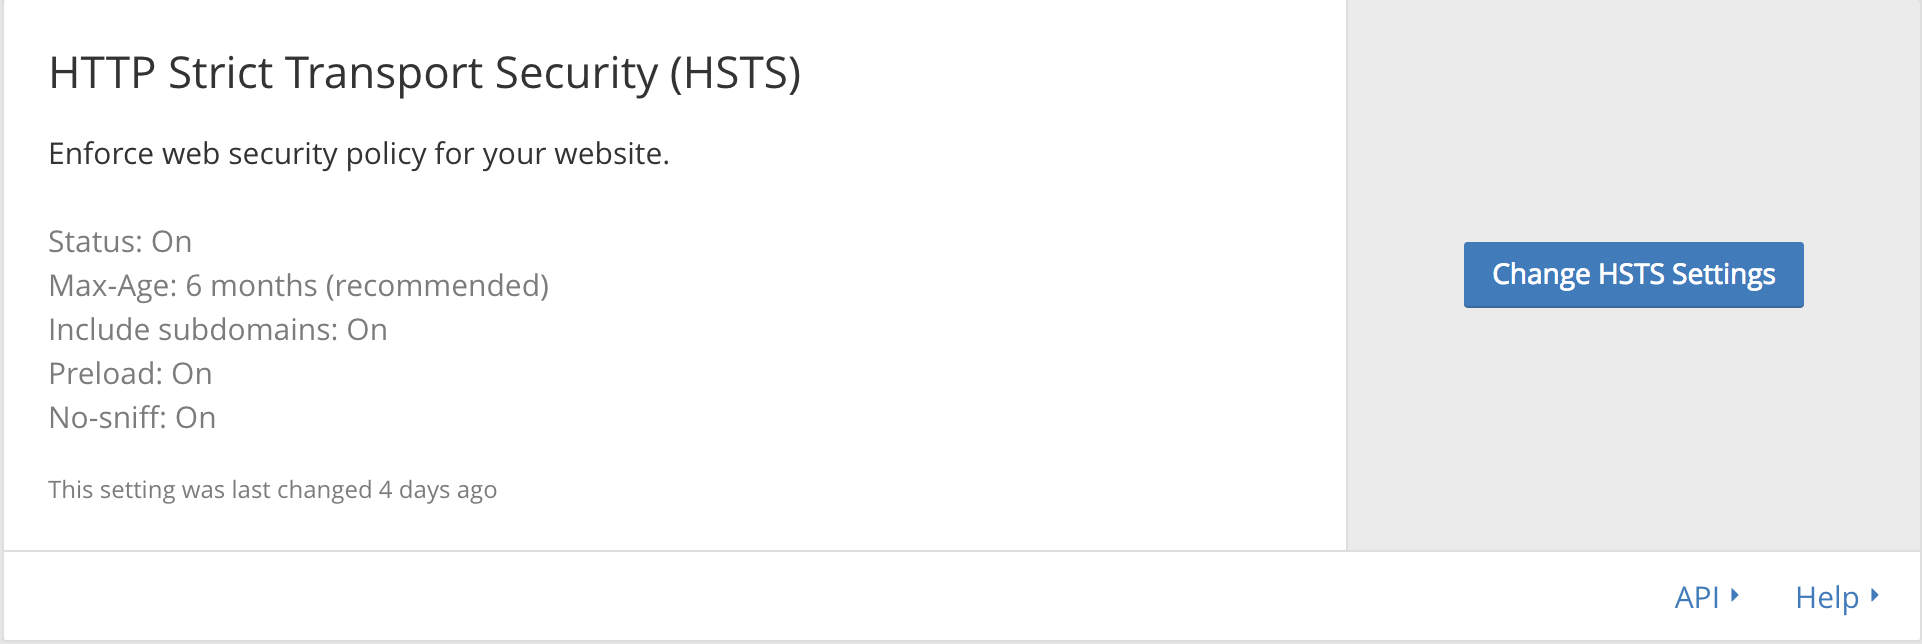 HTTP Strict Transport Security (HSTS)
Enforce web security policy for your website.
Status: On
Max-Age: 6 months (recommended)
Include subdomains: On
Preload: On
No-sniff: On
This setting was last changed 4 days ago
Change HSTS Settings
API
Help